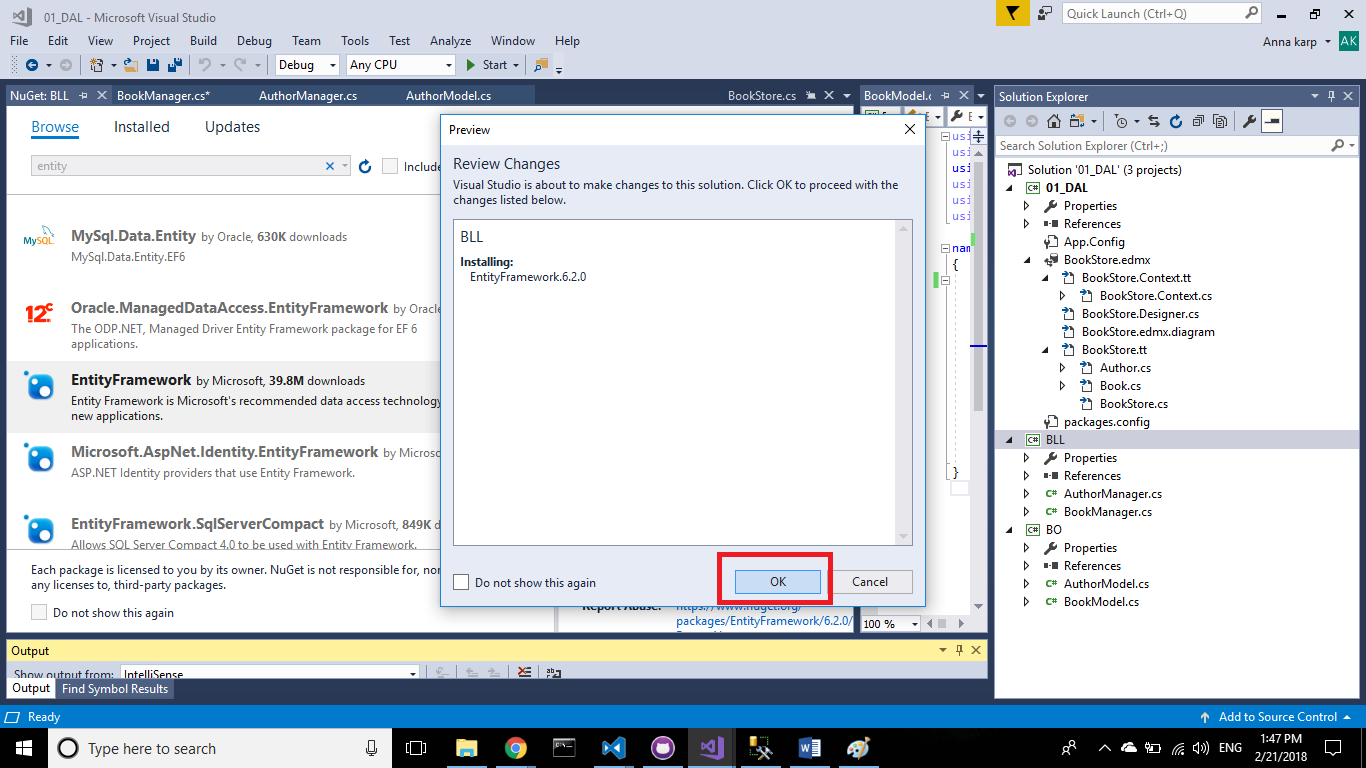 01_DAL - Microsoft Visual Studio
Quick Launch (Ctrl+Q)
File Edit View Project Build Debug Team Tools Test Analyze Window Help
Anna karp AK
Debug Any CPU Start
NuGet: BLL BookManager.cs* AuthorManager.cs AuthorModel.cs BookStore.cs BookModel.c
Solution Explorer
Browse Installed Updates
entity
Include
Search Solution Explorer (Ctrl+;)
MySql.Data.Entity by Oracle, 630K downloads
MySql.Data.Entity.EF6
MySQL
Oracle.ManagedDataAccess.EntityFramework by Oracle
The ODP.NET, Managed Driver Entity Framework package for EF 6
applications.
12c
EntityFramework by Microsoft, 39.8M downloads
Entity Framework is Microsoft's recommended data access technology
new applications.
Microsoft.AspNet.Identity.EntityFramework by Microso
ASP.NET Identity providers that use Entity Framework.
EntityFramework.SqlServerCompact by Microsoft, 849K d
Allows SQL Server Compact 4.0 to be used with Entity Framework.
Each package is licensed to you by its owner. NuGet is not responsible for, nor
any licenses to, third-party packages.
Do not show this again
Preview
Review Changes
Visual Studio is about to make changes to this solution. Click OK to proceed with the
changes listed below.
BLL
Installing:
EntityFramework.6.2.0
Do not show this again
OK Cancel
Report Abuse: https://www.nuget.org/
packages/EntityFramework/6.2.0/
usi
usi
usi
usi
usi
usi
nam
{
}
100 %
Solution '01_DAL' (3 projects)
01_DAL
Properties
References
App.Config
BookStore.edmx
BookStore.Context.tt
BookStore.Context.cs
BookStore.Designer.cs
BookStore.edmx.diagram
BookStore.tt
Author.cs
Book.cs
BookStore.cs
packages.config
BLL
Properties
References
AuthorManager.cs
BookManager.cs
BO
Properties
References
AuthorModel.cs
BookModel.cs
Output
Show output from: IntelliSense
Output Find Symbol Results
Ready
Add to Source Control
Type here to search
ENG
1:47 PM
2/21/2018